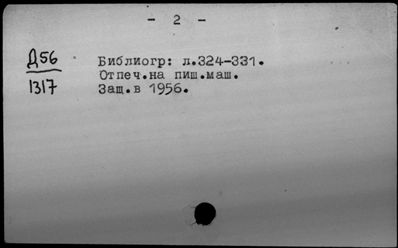 - 2 -
Д56
1317
Библиогр: л.324-331.
Отпеч.на пиш.маш.
Защ.в 1956.